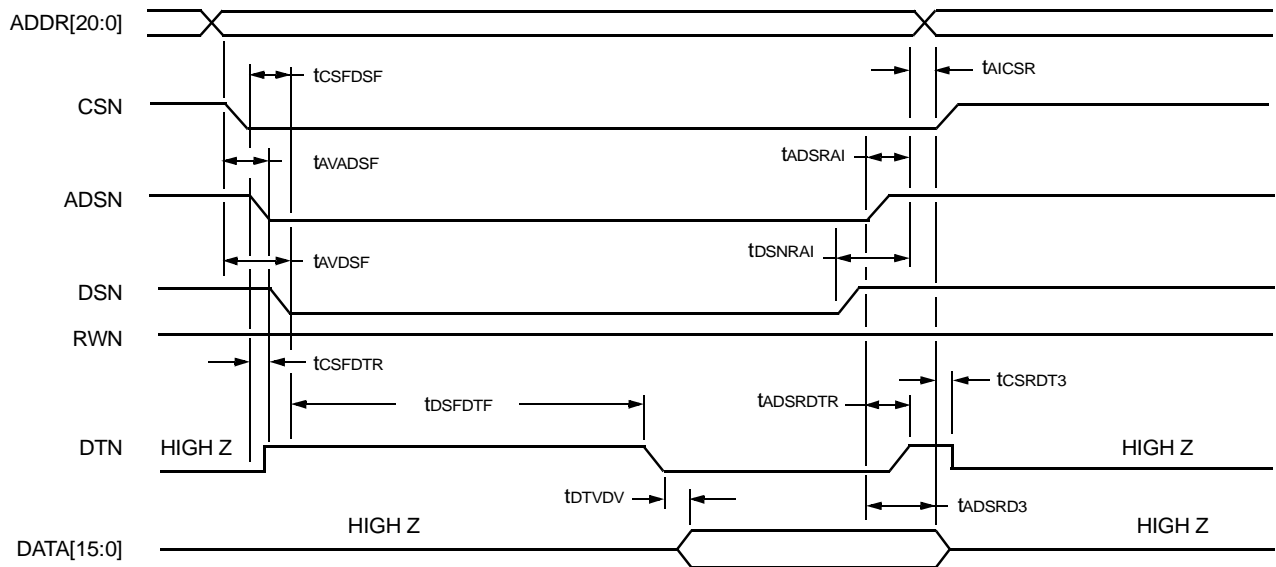 ADDR[20:0]
tCSFDSF
tAICSR
CSN
tAVADSF
tADSRAI
ADSN
tDSNRAI
tAVDSF
DSN
RWN
tCSFDTR
tCSRDT3
tDSFDTF
tADSRDTR
DTN
HIGH Z
HIGH Z
tDTVDV
tADSRD3
HIGH Z
HIGH Z
DATA[15:0]